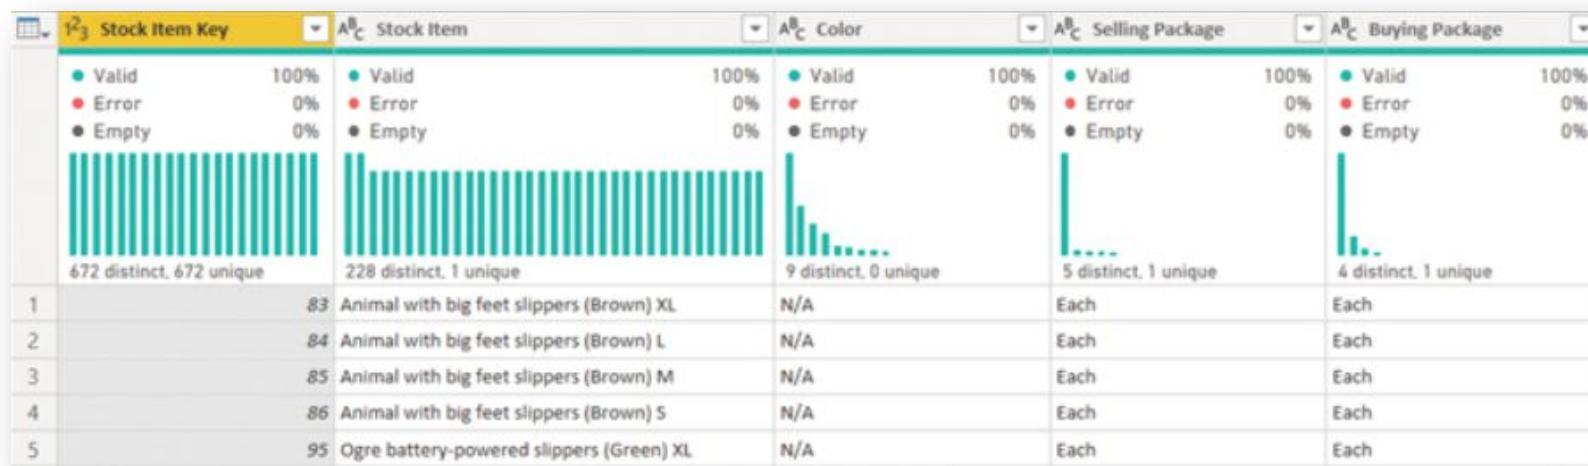 1²3 Stock Item Key ABC Stock Item ABC Color ABC Selling Package ABC Buying Package
Valid 100% Valid 100% Valid 100% Valid 100% Valid 100%
Error 0% Error 0% Error 0% Error 0% Error 0%
Empty 0% Empty 0% Empty 0% Empty 0% Empty 0%
672 distinct, 672 unique 228 distinct, 1 unique 9 distinct, 0 unique 5 distinct, 1 unique 4 distinct, 1 unique
1 83 Animal with big feet slippers (Brown) XL N/A Each Each
2 84 Animal with big feet slippers (Brown) L N/A Each Each
3 85 Animal with big feet slippers (Brown) M N/A Each Each
4 86 Animal with big feet slippers (Brown) S N/A Each Each
5 95 Ogre battery-powered slippers (Green) XL N/A Each Each